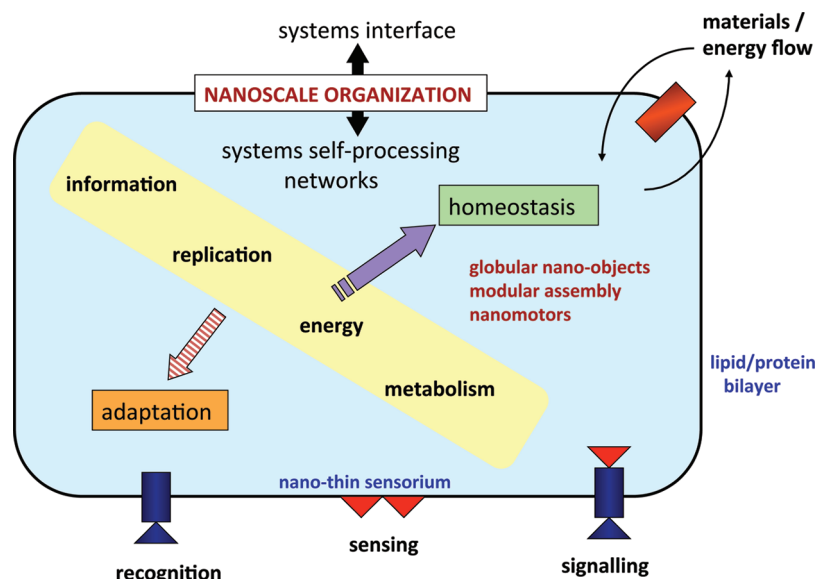 systems interface
materials /
energy flow
NANOSCALE ORGANIZATION
systems self-processing
networks
information
homeostasis
replication
globular nano-objects
modular assembly
nanomotors
energy
lipid/protein
bilayer
metabolism
adaptation
nano-thin sensorium
sensing
signalling
recognition